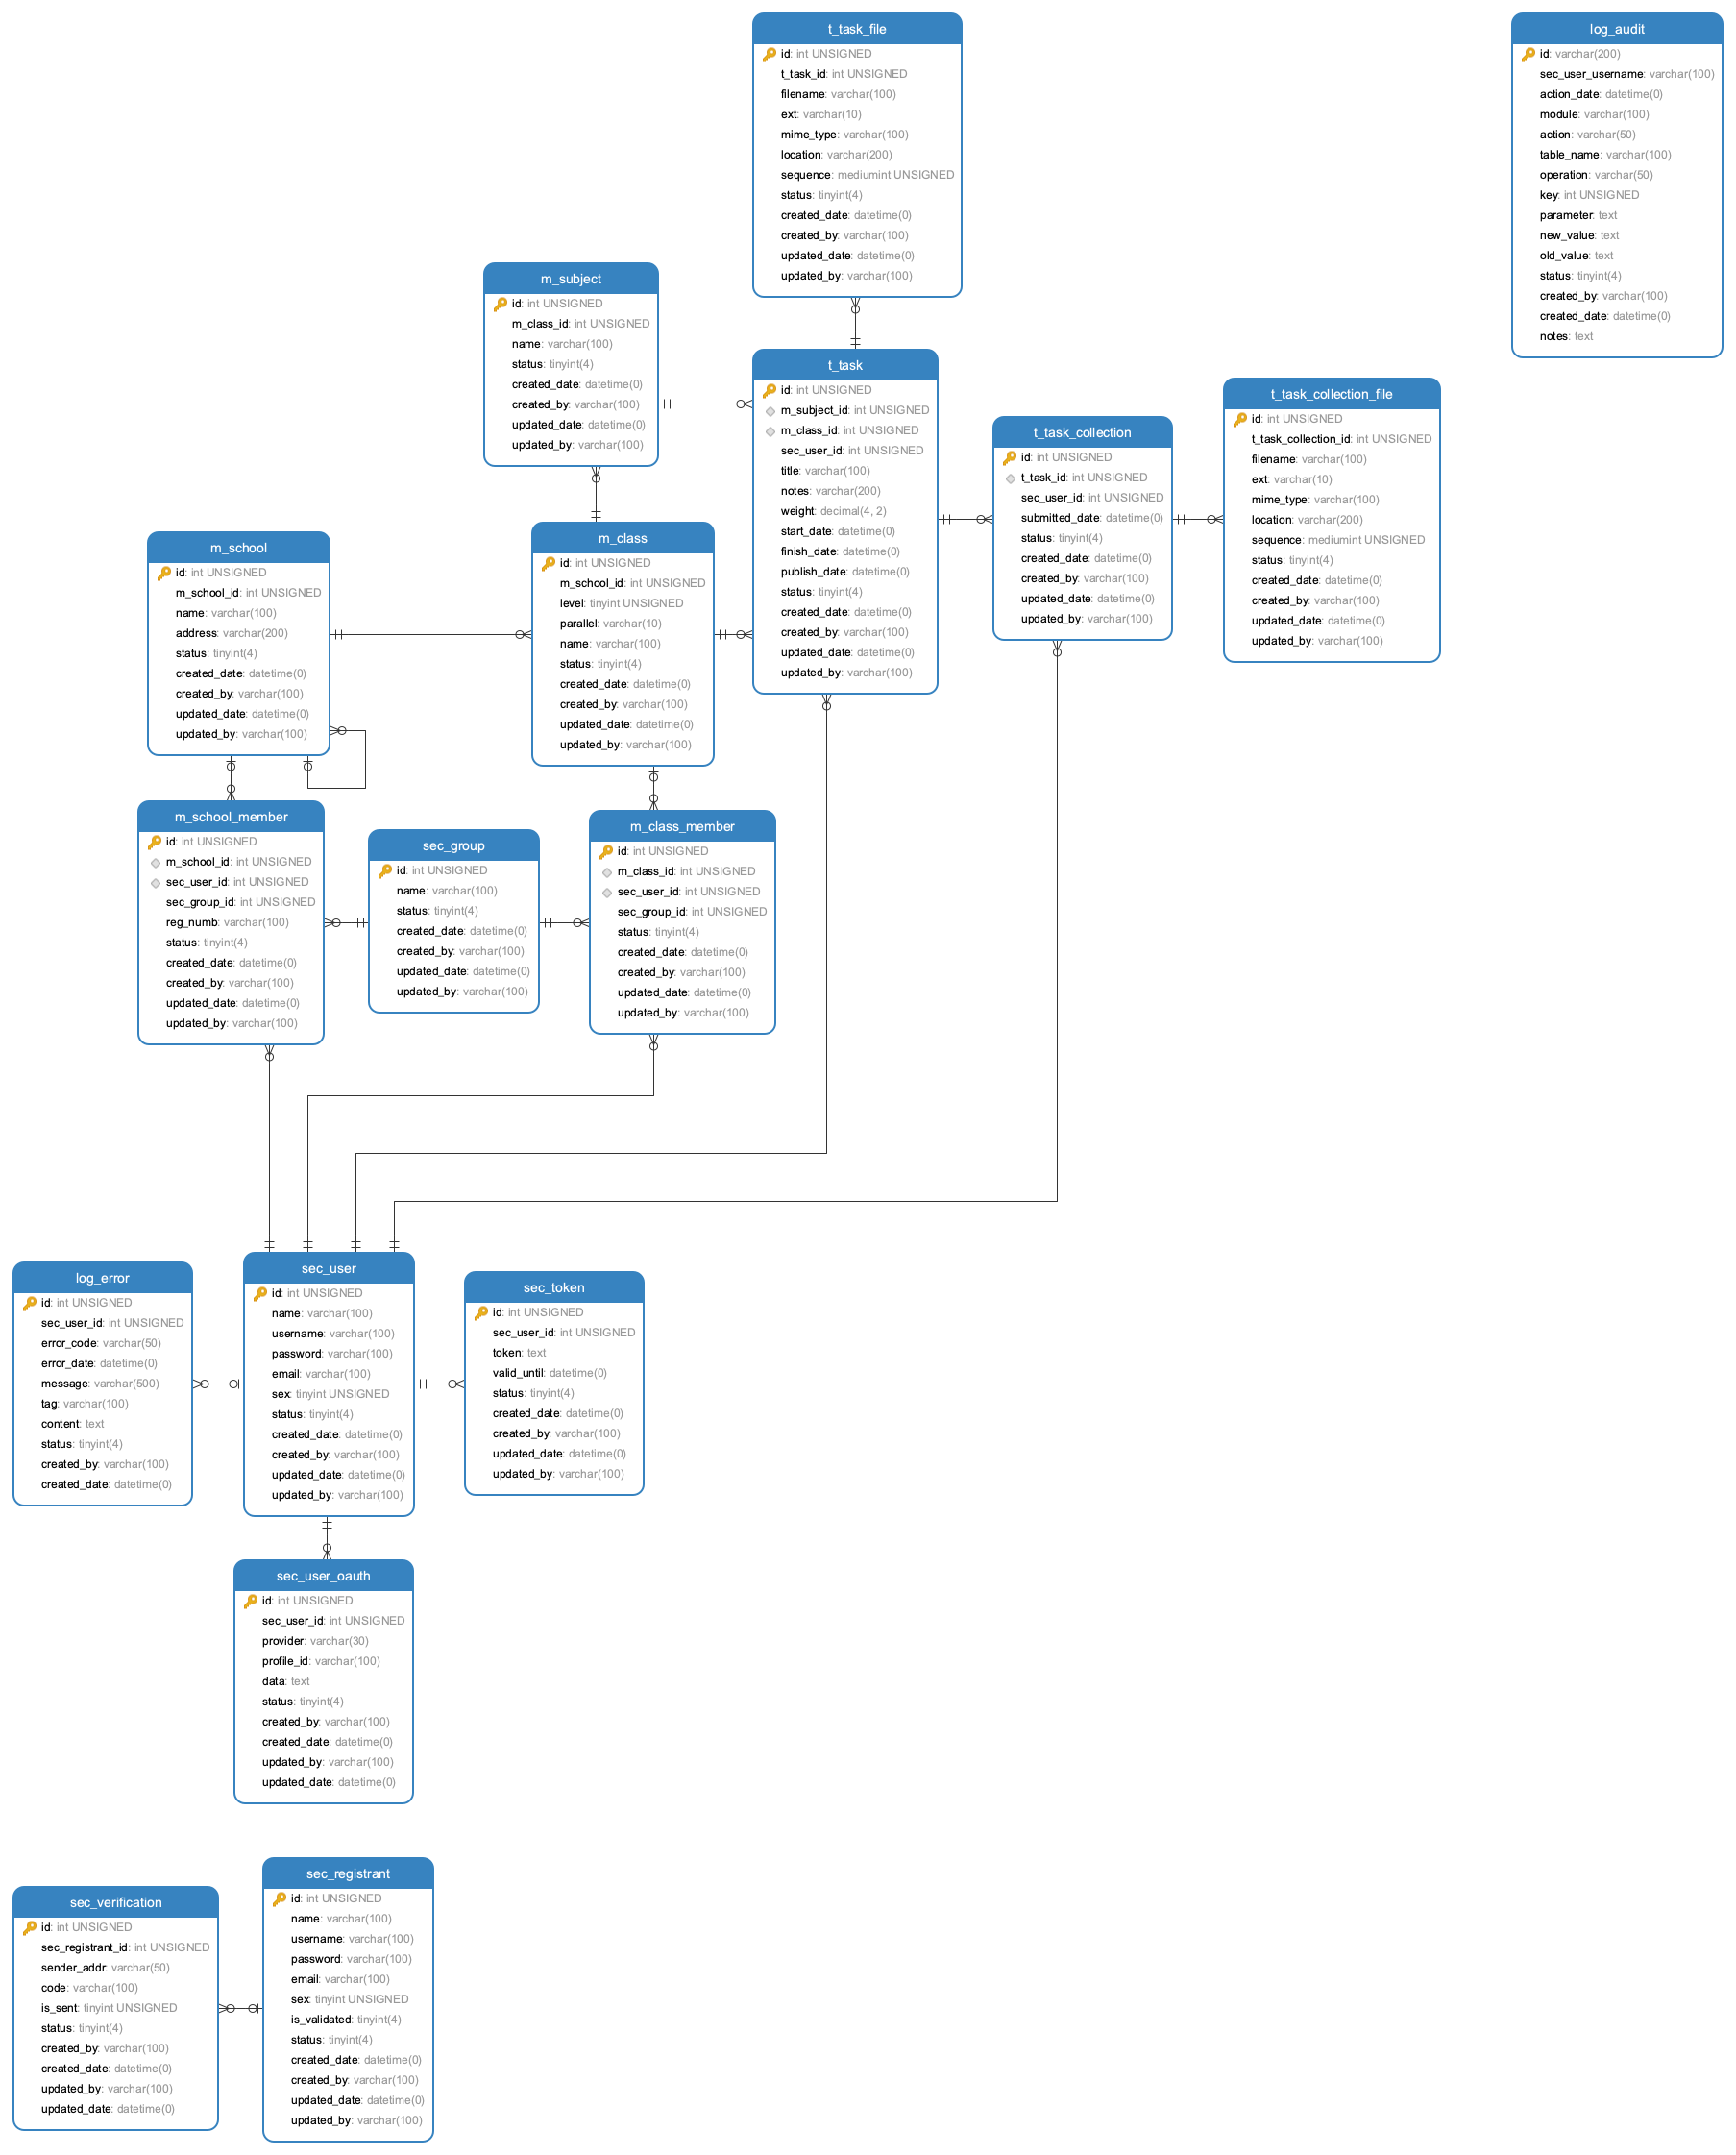 t_task_file
id: int UNSIGNED
t_task_id: int UNSIGNED
filename: varchar(100)
ext: varchar(10)
mime_type: varchar(100)
location: varchar(200)
sequence: mediumint UNSIGNED
status: tinyint(4)
created_date: datetime(0)
created_by: varchar(100)
updated_date: datetime(0)
updated_by: varchar(100)
log_audit
id: varchar(200)
sec_user_username: varchar(100)
action_date: datetime(0)
module: varchar(100)
action: varchar(50)
table_name: varchar(100)
operation: varchar(50)
key: int UNSIGNED
parameter: text
new_value: text
old_value: text
status: tinyint(4)
created_by: varchar(100)
created_date: datetime(0)
notes: text
m_subject
id: int UNSIGNED
m_class_id: int UNSIGNED
name: varchar(100)
status: tinyint(4)
created_date: datetime(0)
created_by: varchar(100)
updated_date: datetime(0)
updated_by: varchar(100)
t_task
id: int UNSIGNED
m_subject_id: int UNSIGNED
m_class_id: int UNSIGNED
sec_user_id: int UNSIGNED
title: varchar(100)
notes: varchar(200)
weight: decimal(4, 2)
start_date: datetime(0)
finish_date: datetime(0)
publish_date: datetime(0)
status: tinyint(4)
created_date: datetime(0)
created_by: varchar(100)
updated_date: datetime(0)
updated_by: varchar(100)
t_task_collection
id: int UNSIGNED
t_task_id: int UNSIGNED
sec_user_id: int UNSIGNED
submitted_date: datetime(0)
status: tinyint(4)
created_date: datetime(0)
created_by: varchar(100)
updated_date: datetime(0)
updated_by: varchar(100)
t_task_collection_file
id: int UNSIGNED
t_task_collection_id: int UNSIGNED
filename: varchar(100)
ext: varchar(10)
mime_type: varchar(100)
location: varchar(200)
sequence: mediumint UNSIGNED
status: tinyint(4)
created_date: datetime(0)
created_by: varchar(100)
updated_date: datetime(0)
updated_by: varchar(100)
m_school
id: int UNSIGNED
m_school_id: int UNSIGNED
name: varchar(100)
address: varchar(200)
status: tinyint(4)
created_date: datetime(0)
created_by: varchar(100)
updated_date: datetime(0)
updated_by: varchar(100)
m_class
id: int UNSIGNED
m_school_id: int UNSIGNED
level: tinyint UNSIGNED
parallel: varchar(10)
name: varchar(100)
status: tinyint(4)
created_date: datetime(0)
created_by: varchar(100)
updated_date: datetime(0)
updated_by: varchar(100)
m_school_member
id: int UNSIGNED
m_school_id: int UNSIGNED
sec_user_id: int UNSIGNED
sec_group_id: int UNSIGNED
reg_numb: varchar(100)
status: tinyint(4)
created_date: datetime(0)
created_by: varchar(100)
updated_date: datetime(0)
updated_by: varchar(100)
sec_group
id: int UNSIGNED
name: varchar(100)
status: tinyint(4)
created_date: datetime(0)
created_by: varchar(100)
updated_date: datetime(0)
updated_by: varchar(100)
m_class_member
id: int UNSIGNED
m_class_id: int UNSIGNED
sec_user_id: int UNSIGNED
sec_group_id: int UNSIGNED
status: tinyint(4)
created_date: datetime(0)
created_by: varchar(100)
updated_date: datetime(0)
updated_by: varchar(100)
log_error
id: int UNSIGNED
sec_user_id: int UNSIGNED
error_code: varchar(50)
error_date: datetime(0)
message: varchar(500)
tag: varchar(100)
content: text
status: tinyint(4)
created_by: varchar(100)
created_date: datetime(0)
sec_user
id: int UNSIGNED
name: varchar(100)
username: varchar(100)
password: varchar(100)
email: varchar(100)
sex: tinyint UNSIGNED
status: tinyint(4)
created_date: datetime(0)
created_by: varchar(100)
updated_date: datetime(0)
updated_by: varchar(100)
sec_token
id: int UNSIGNED
sec_user_id: int UNSIGNED
token: text
valid_until: datetime(0)
status: tinyint(4)
created_date: datetime(0)
created_by: varchar(100)
updated_date: datetime(0)
updated_by: varchar(100)
sec_user_oauth
id: int UNSIGNED
sec_user_id: int UNSIGNED
provider: varchar(30)
profile_id: varchar(100)
data: text
status: tinyint(4)
created_by: varchar(100)
created_date: datetime(0)
updated_by: varchar(100)
updated_date: datetime(0)
sec_verification
id: int UNSIGNED
sec_registrant_id: int UNSIGNED
sender_addr: varchar(50)
code: varchar(100)
is_sent: tinyint UNSIGNED
status: tinyint(4)
created_by: varchar(100)
created_date: datetime(0)
updated_by: varchar(100)
updated_date: datetime(0)
sec_registrant
id: int UNSIGNED
name: varchar(100)
username: varchar(100)
password: varchar(100)
email: varchar(100)
sex: tinyint UNSIGNED
is_validated: tinyint(4)
status: tinyint(4)
created_date: datetime(0)
created_by: varchar(100)
updated_date: datetime(0)
updated_by: varchar(100)